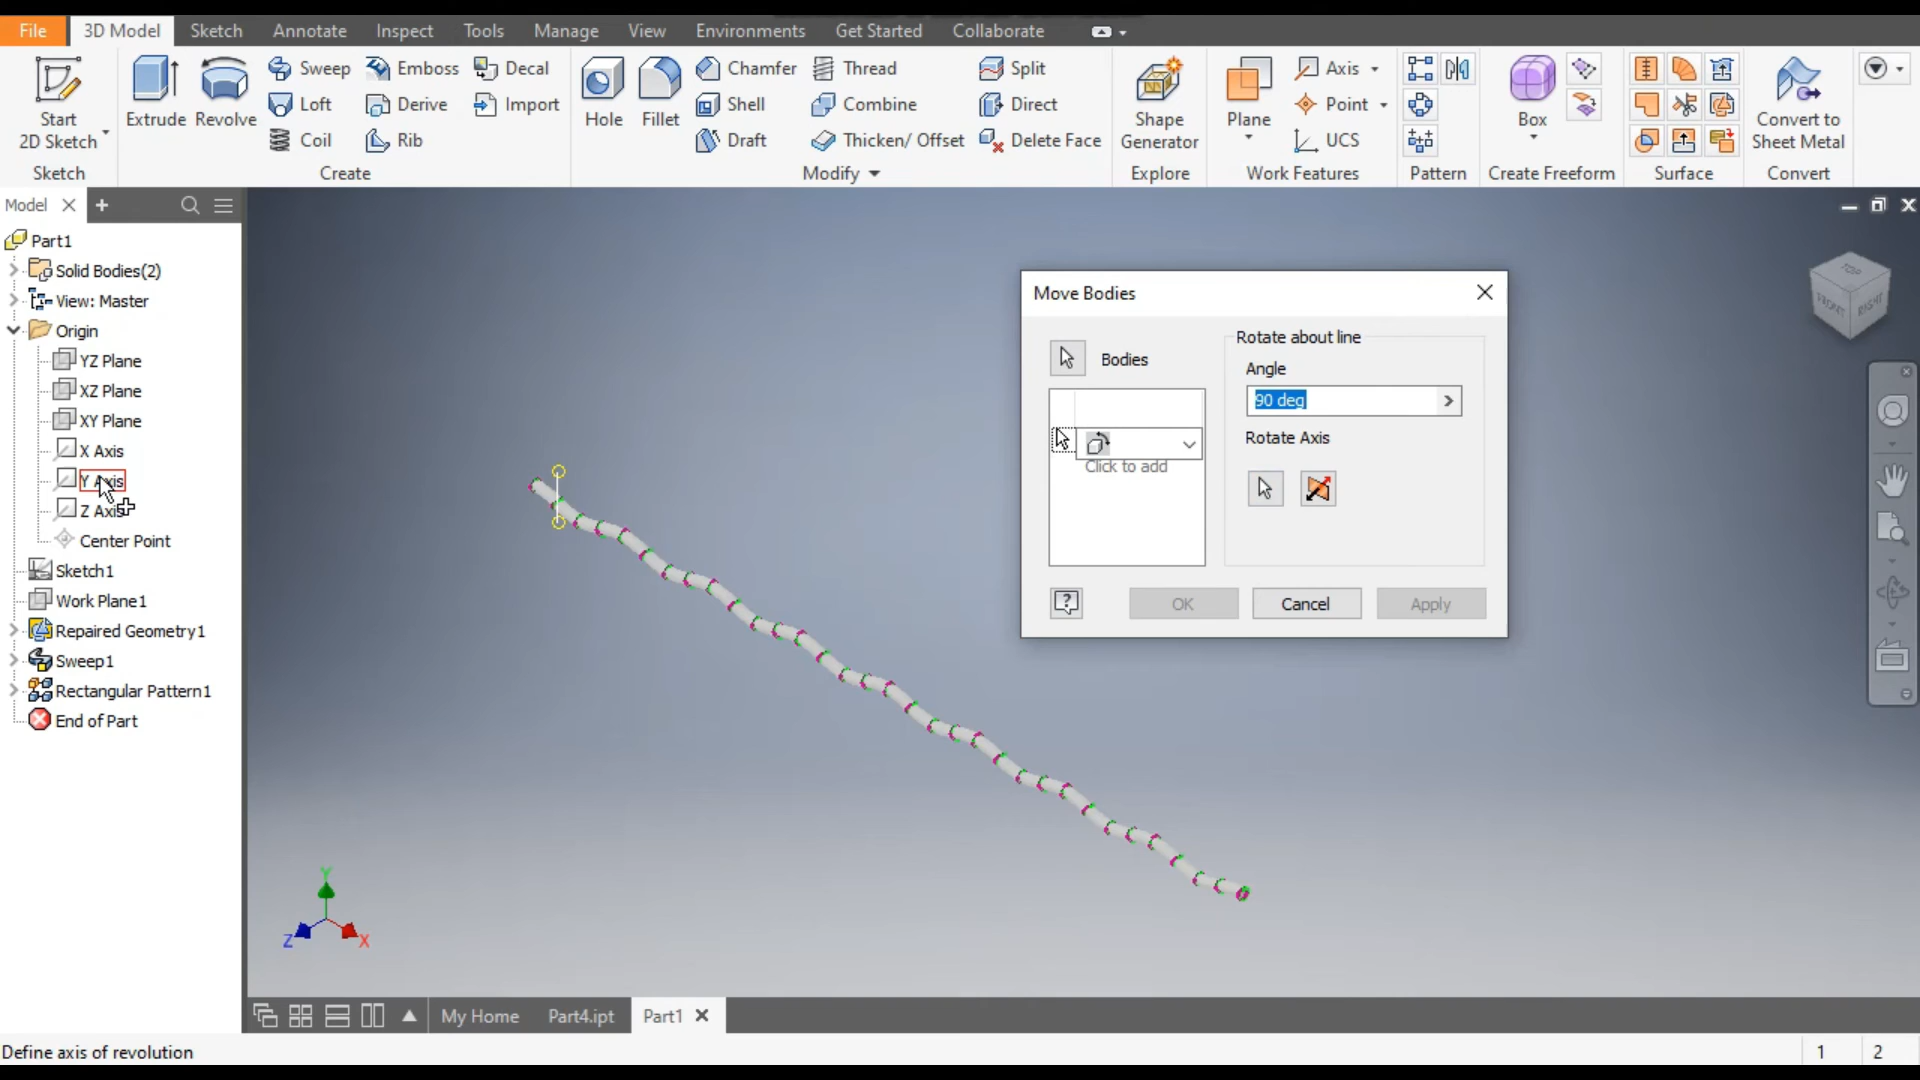 File 3D Model Sketch Annotate Inspect Tools Manage View Environments Get Started Collaborate
Start
2D Sketch
Extrude
Revolve
Sweep
Loft
Coil
Emboss
Derive
Rib
Decal
Import
Hole
Fillet
Chamfer
Shell
Draft
Thread
Combine
Thicken/ Offset
Split
Direct
Delete Face
Shape
Generator
Plane
Axis
Point
UCS
Box
Convert to
Sheet Metal
Sketch Create Modify Explore Work Features Pattern Create Freeform Surface Convert
Model
Part1
Solid Bodies(2)
View: Master
Origin
YZ Plane
XZ Plane
XY Plane
X Axis
Y Axis
Z Axis
Center Point
Sketch1
Work Plane1
Repaired Geometry1
Sweep1
Rectangular Pattern1
End of Part
TOP
FRONT
RIGHT
Move Bodies
Bodies
Click to add
Rotate about line
Angle
90 deg
Rotate Axis
OK Cancel Apply
Y
Z
X
My Home Part4.ipt Part1
Define axis of revolution
1 2